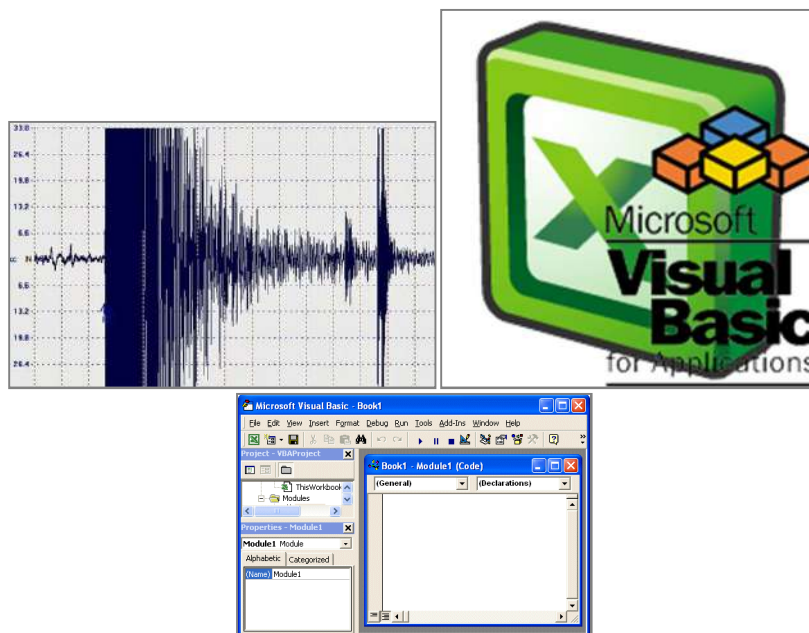 33.0
26.4
19.8
13.2
6.6
N
6.6
13.2
19.8
26.4
Microsoft
Visual
Basic
for Applications
Microsoft Visual Basic - Book1
File Edit View Insert Format Debug Run Tools Add-Ins Window Help
Project - VBAProject
ThisWorkbook
Modules
Properties - Module1
Module1 Module
Alphabetic Categorized
(Name) Module1
Book1 - Module1 (Code)
(General) (Declarations)